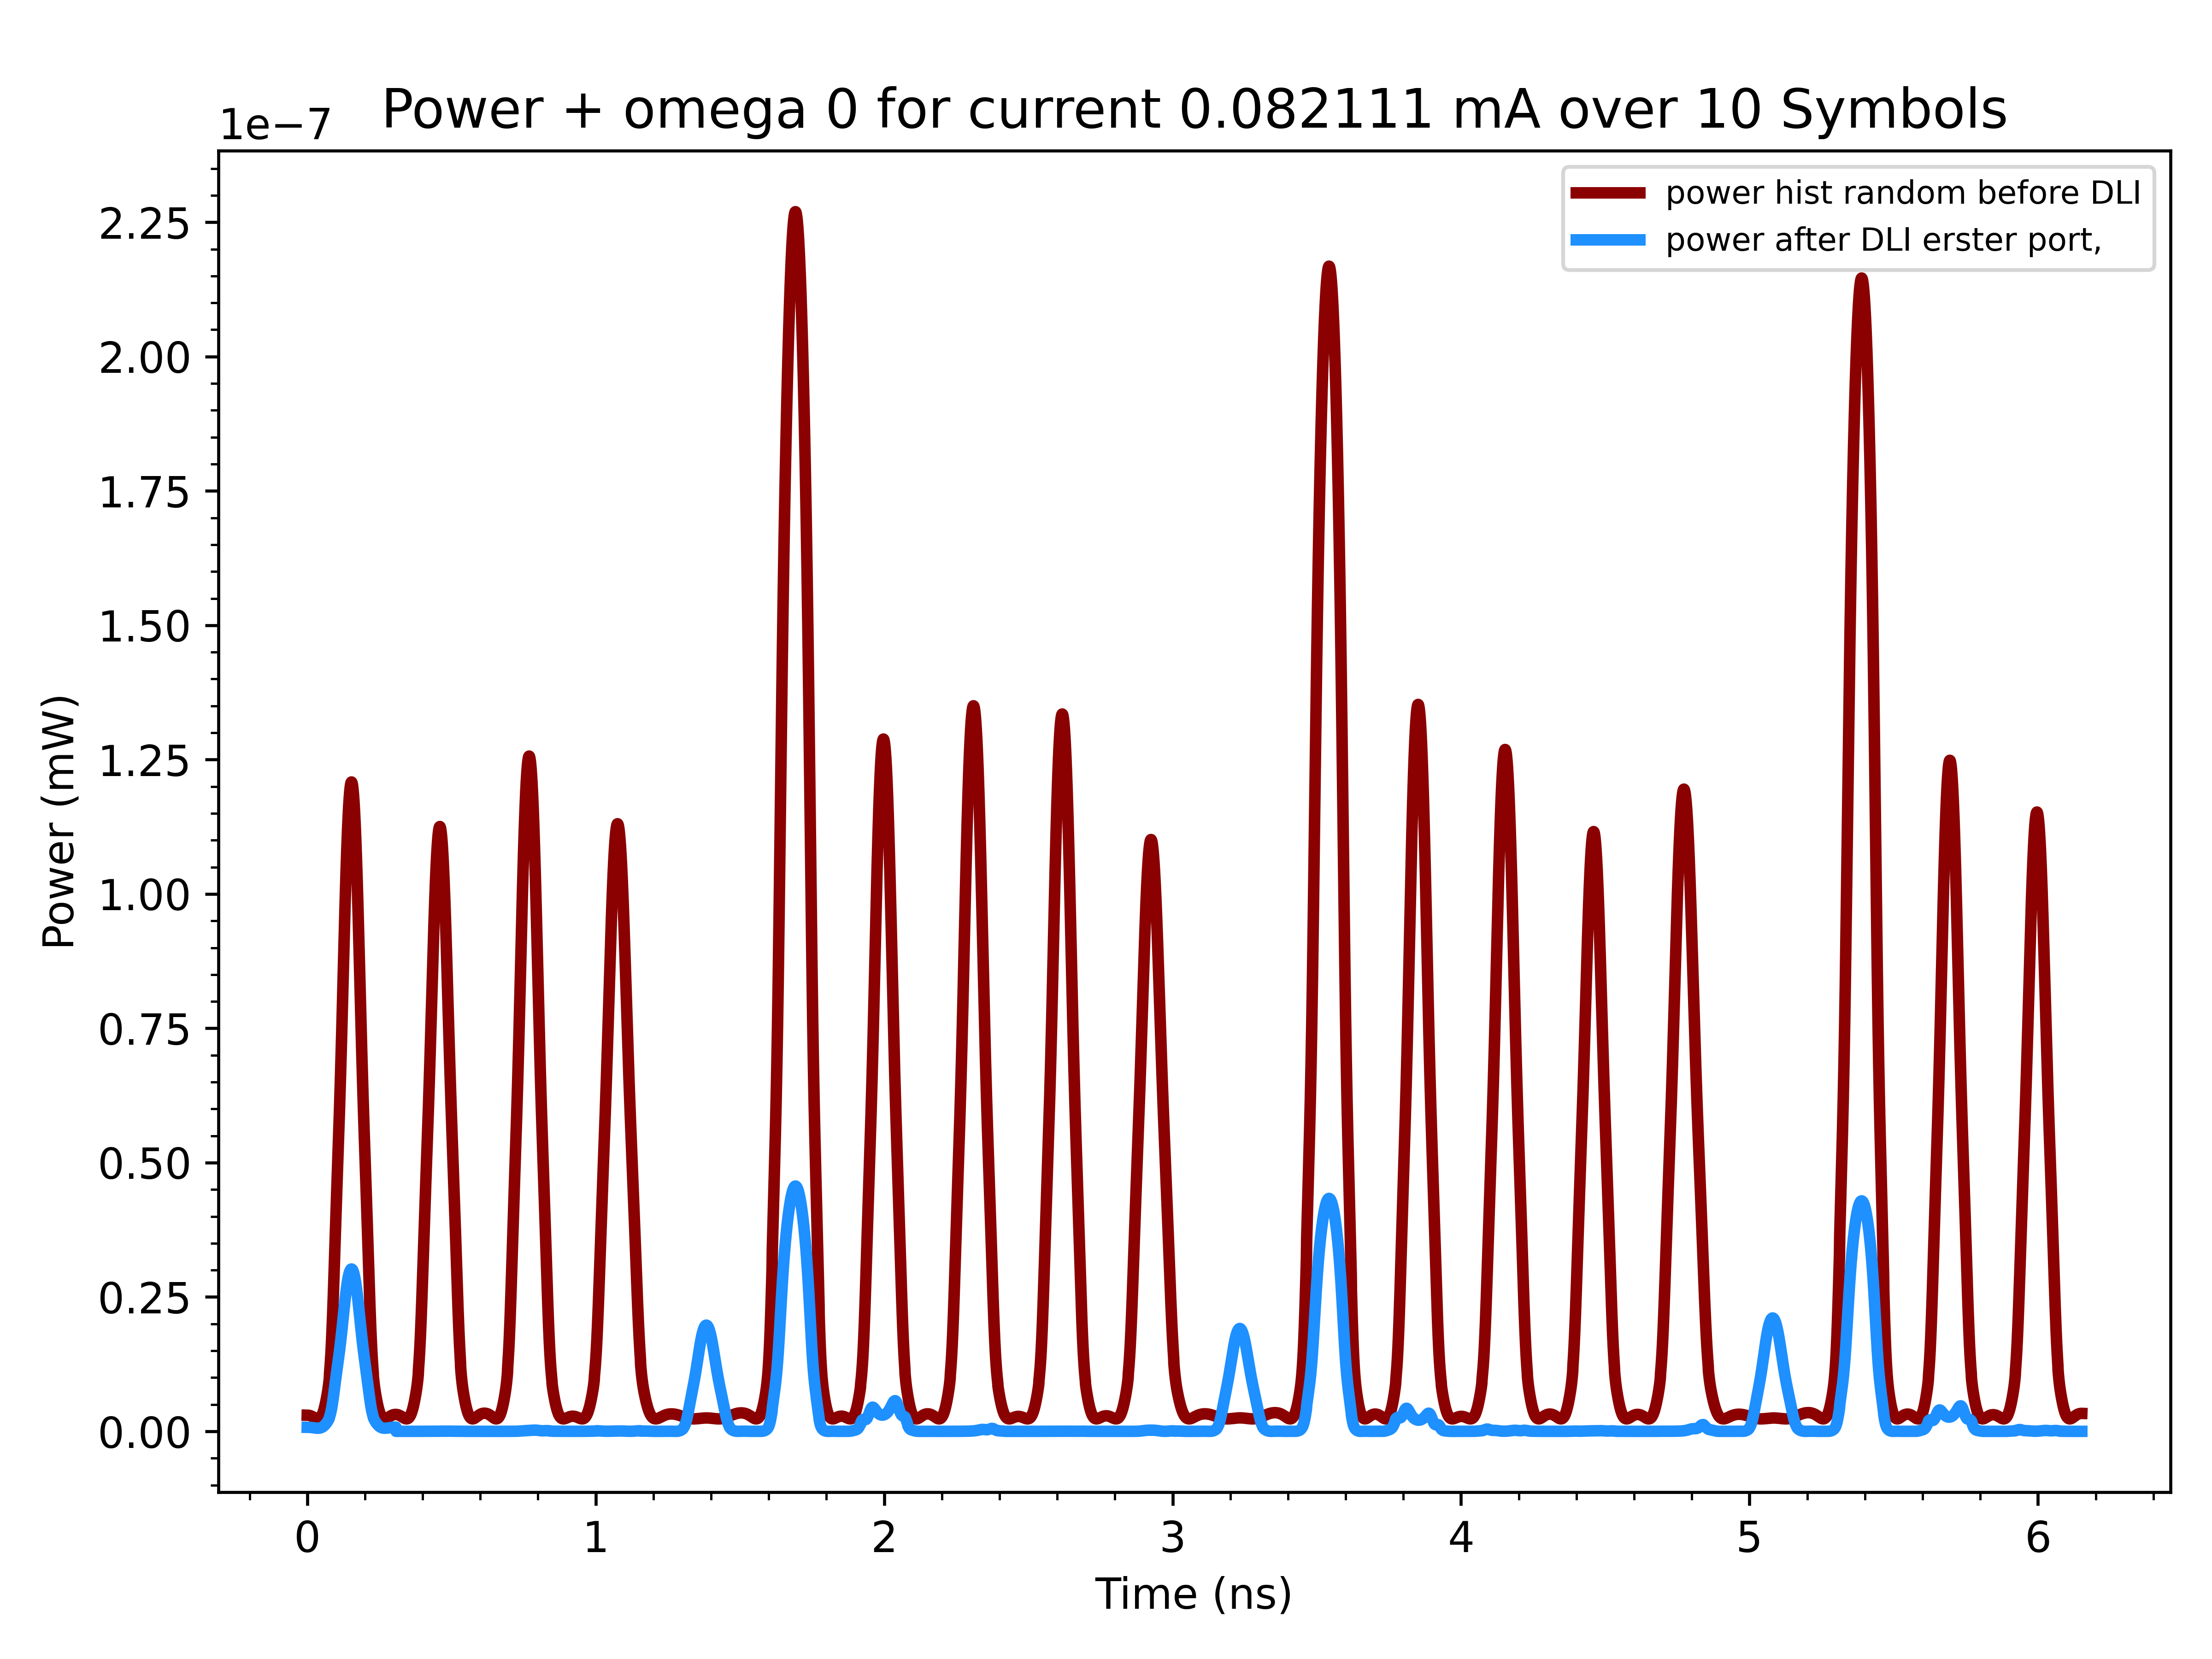 Power + omega 0 for current 0.082111 mA over 10 Symbols
1e−7
power hist random before DLI
power after DLI erster port,
2.25
2.00
1.75
1.50
1.25
1.00
0.75
0.50
0.25
0.00
Power (mW)
0 1 2 3 4 5 6
Time (ns)